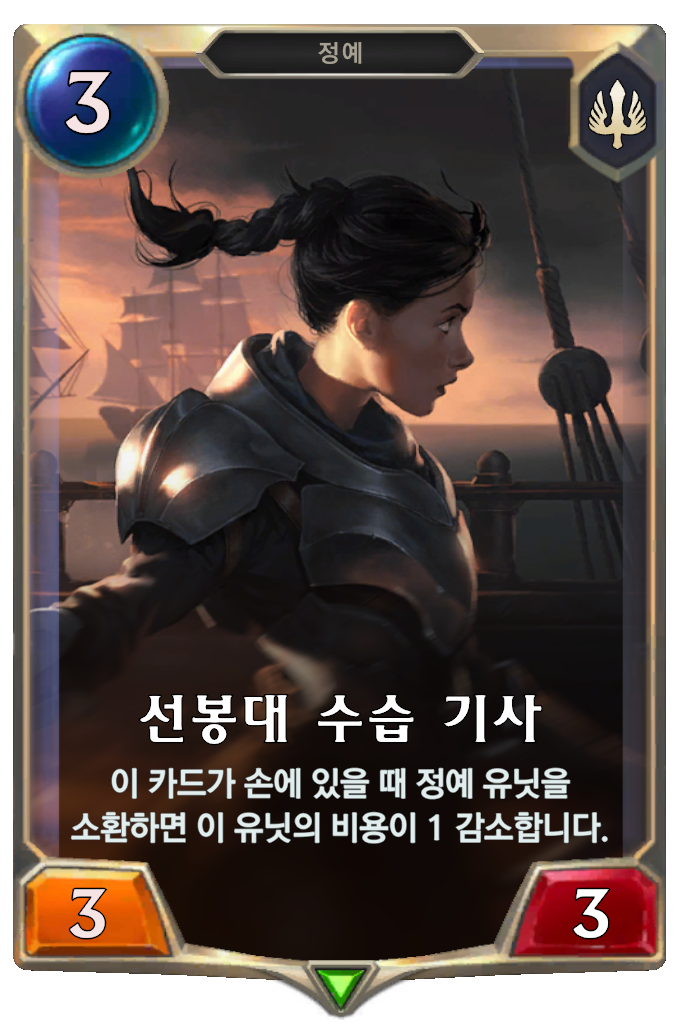 정예
3
선봉대 수습 기사
이 카드가 손에 있을 때 정예 유닛을
소환하면 이 유닛의 비용이 1 감소합니다.
3
3